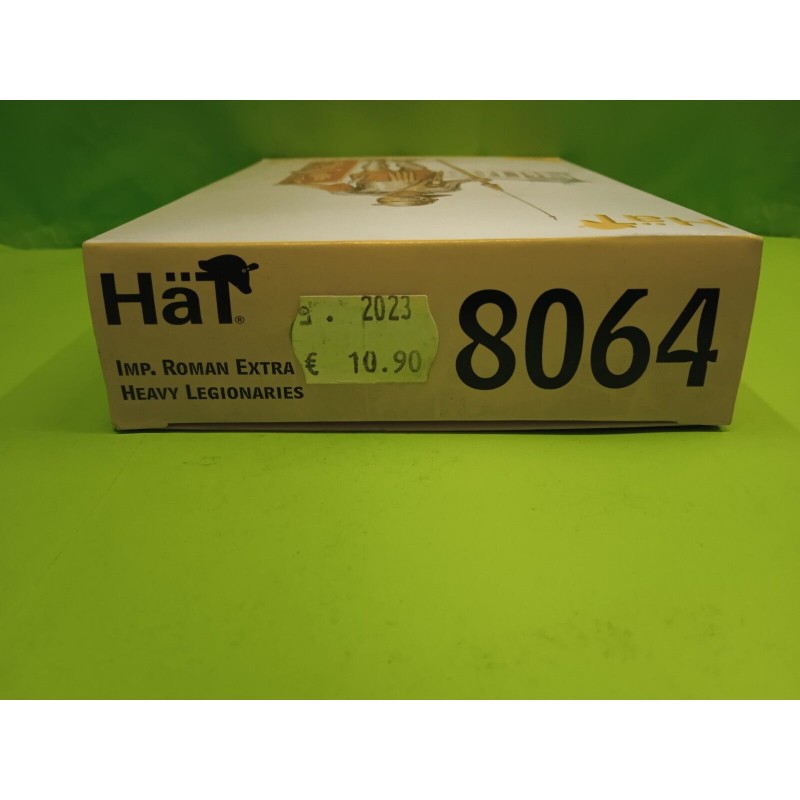 HäT
HäT®
IMP. ROMAN EXTRA
HEAVY LEGIONARIES
2023
€ 10.90
8064